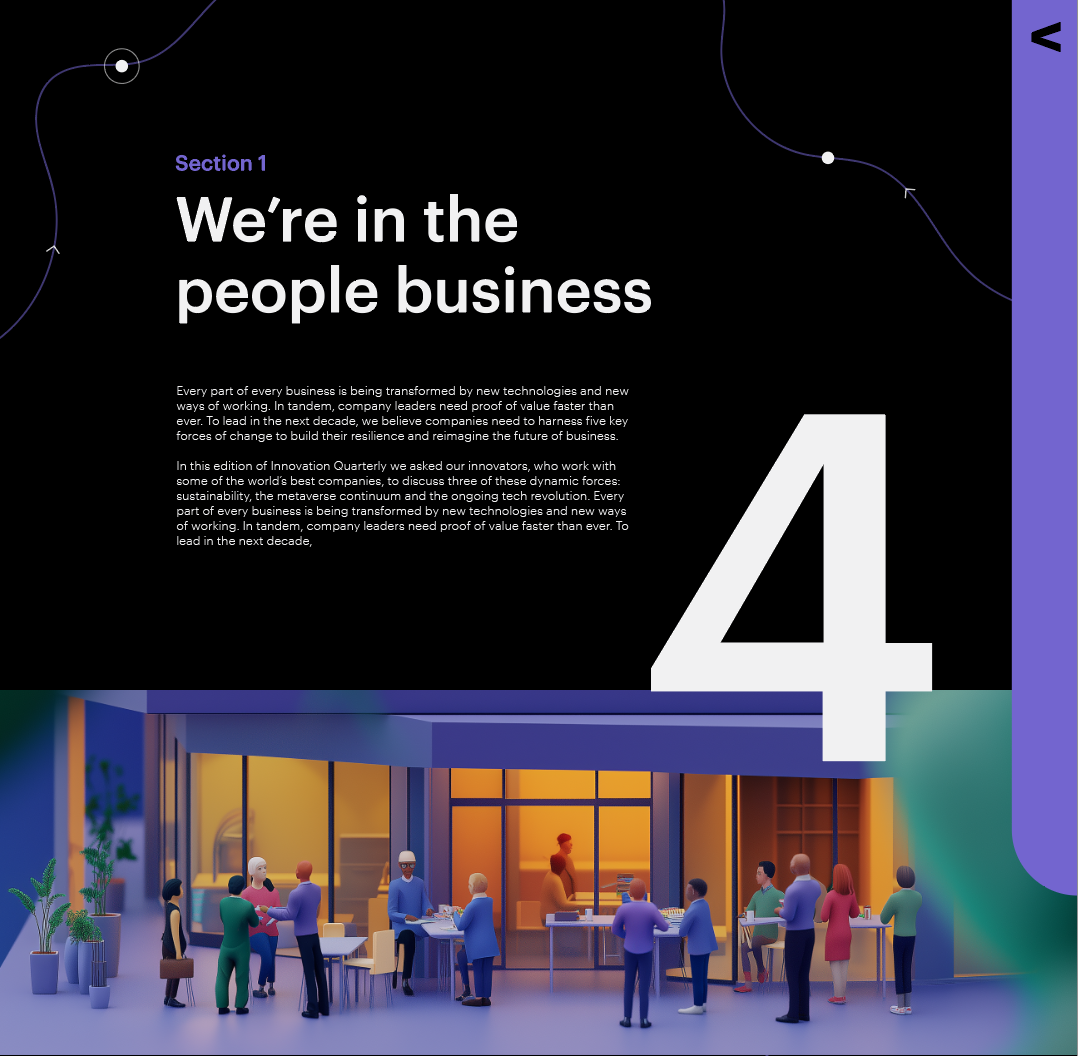 V
Section 1
We’re in the
people business
Every part of every business is being transformed by new technologies and new
ways of working. In tandem, company leaders need proof of value faster than
ever. To lead in the next decade, we believe companies need to harness five key
forces of change to build their resilience and reimagine the future of business.
In this edition of Innovation Quarterly we asked our innovators, who work with
some of the world’s best companies, to discuss three of these dynamic forces:
sustainability, the metaverse continuum and the ongoing tech revolution. Every
part of every business is being transformed by new technologies and new ways
of working. In tandem, company leaders need proof of value faster than ever. To
lead in the next decade,
4